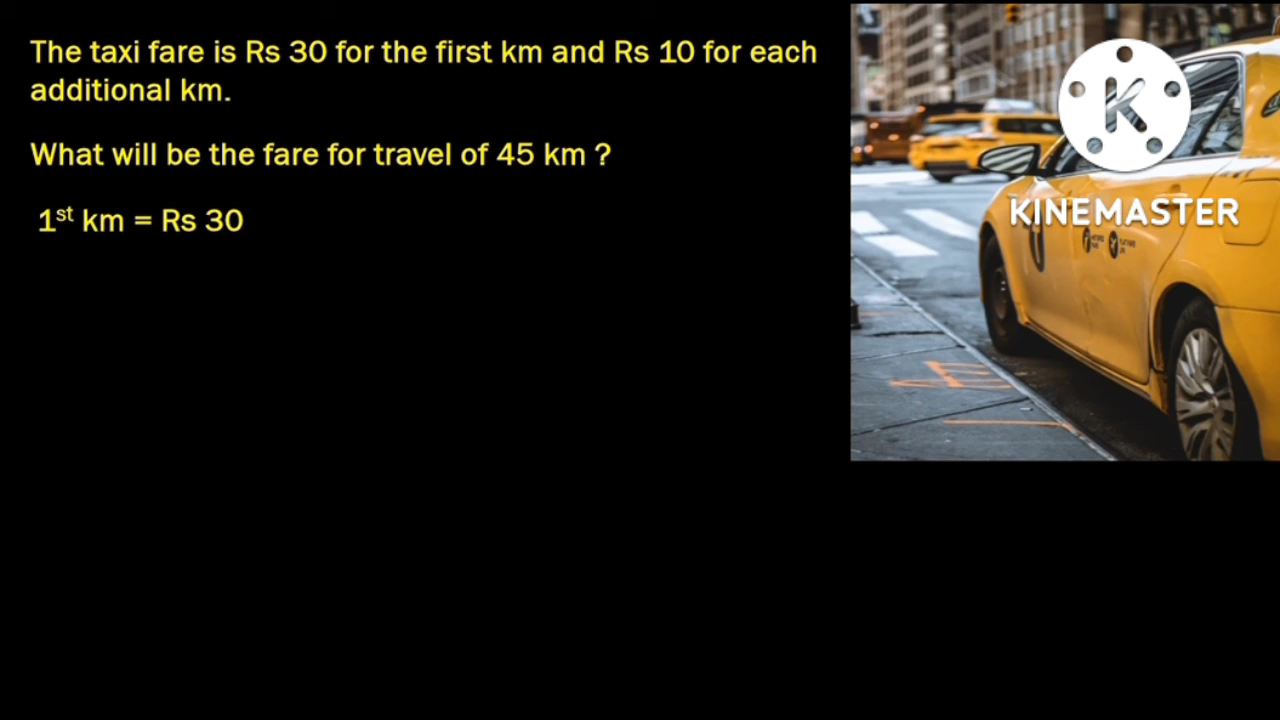 The taxi fare is Rs 30 for the first km and Rs 10 for each
additional km.
What will be the fare for travel of 45 km ?
1st km = Rs 30
KINEMASTER